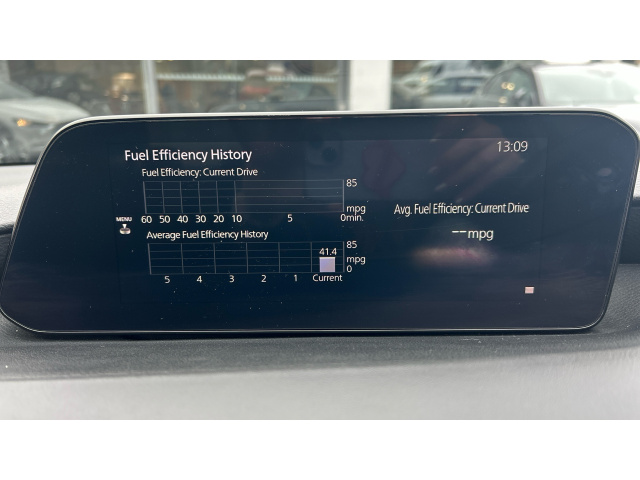 Fuel Efficiency History
13:09
Fuel Efficiency: Current Drive
85
mpg
60 50 40 30 20 10 5 0min.
MENU
Avg. Fuel Efficiency: Current Drive
--mpg
Average Fuel Efficiency History
85
41.4
mpg
0
5 4 3 2 1 Current